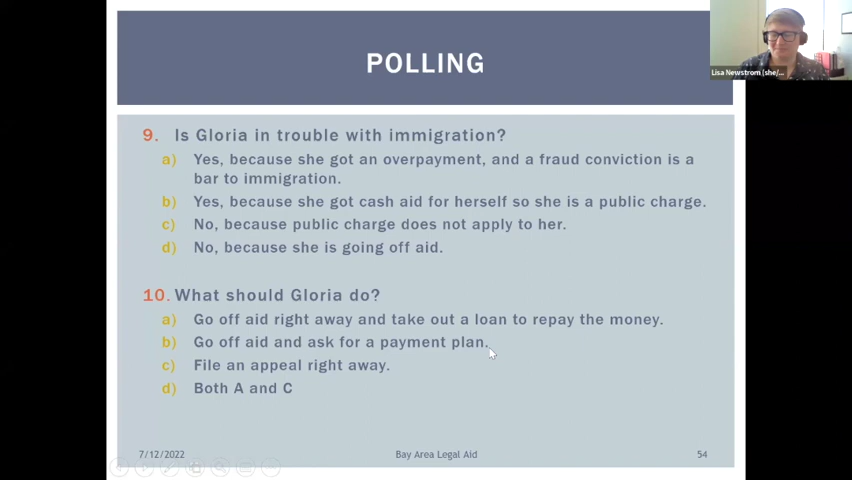 POLLING
Lisa Newstrom (she/...
9. Is Gloria in trouble with immigration?
a) Yes, because she got an overpayment, and a fraud conviction is a
bar to immigration.
b) Yes, because she got cash aid for herself so she is a public charge.
c) No, because public charge does not apply to her.
d) No, because she is going off aid.
10. What should Gloria do?
a) Go off aid right away and take out a loan to repay the money.
b) Go off aid and ask for a payment plan.
c) File an appeal right away.
d) Both A and C
7/12/2022 Bay Area Legal Aid 54